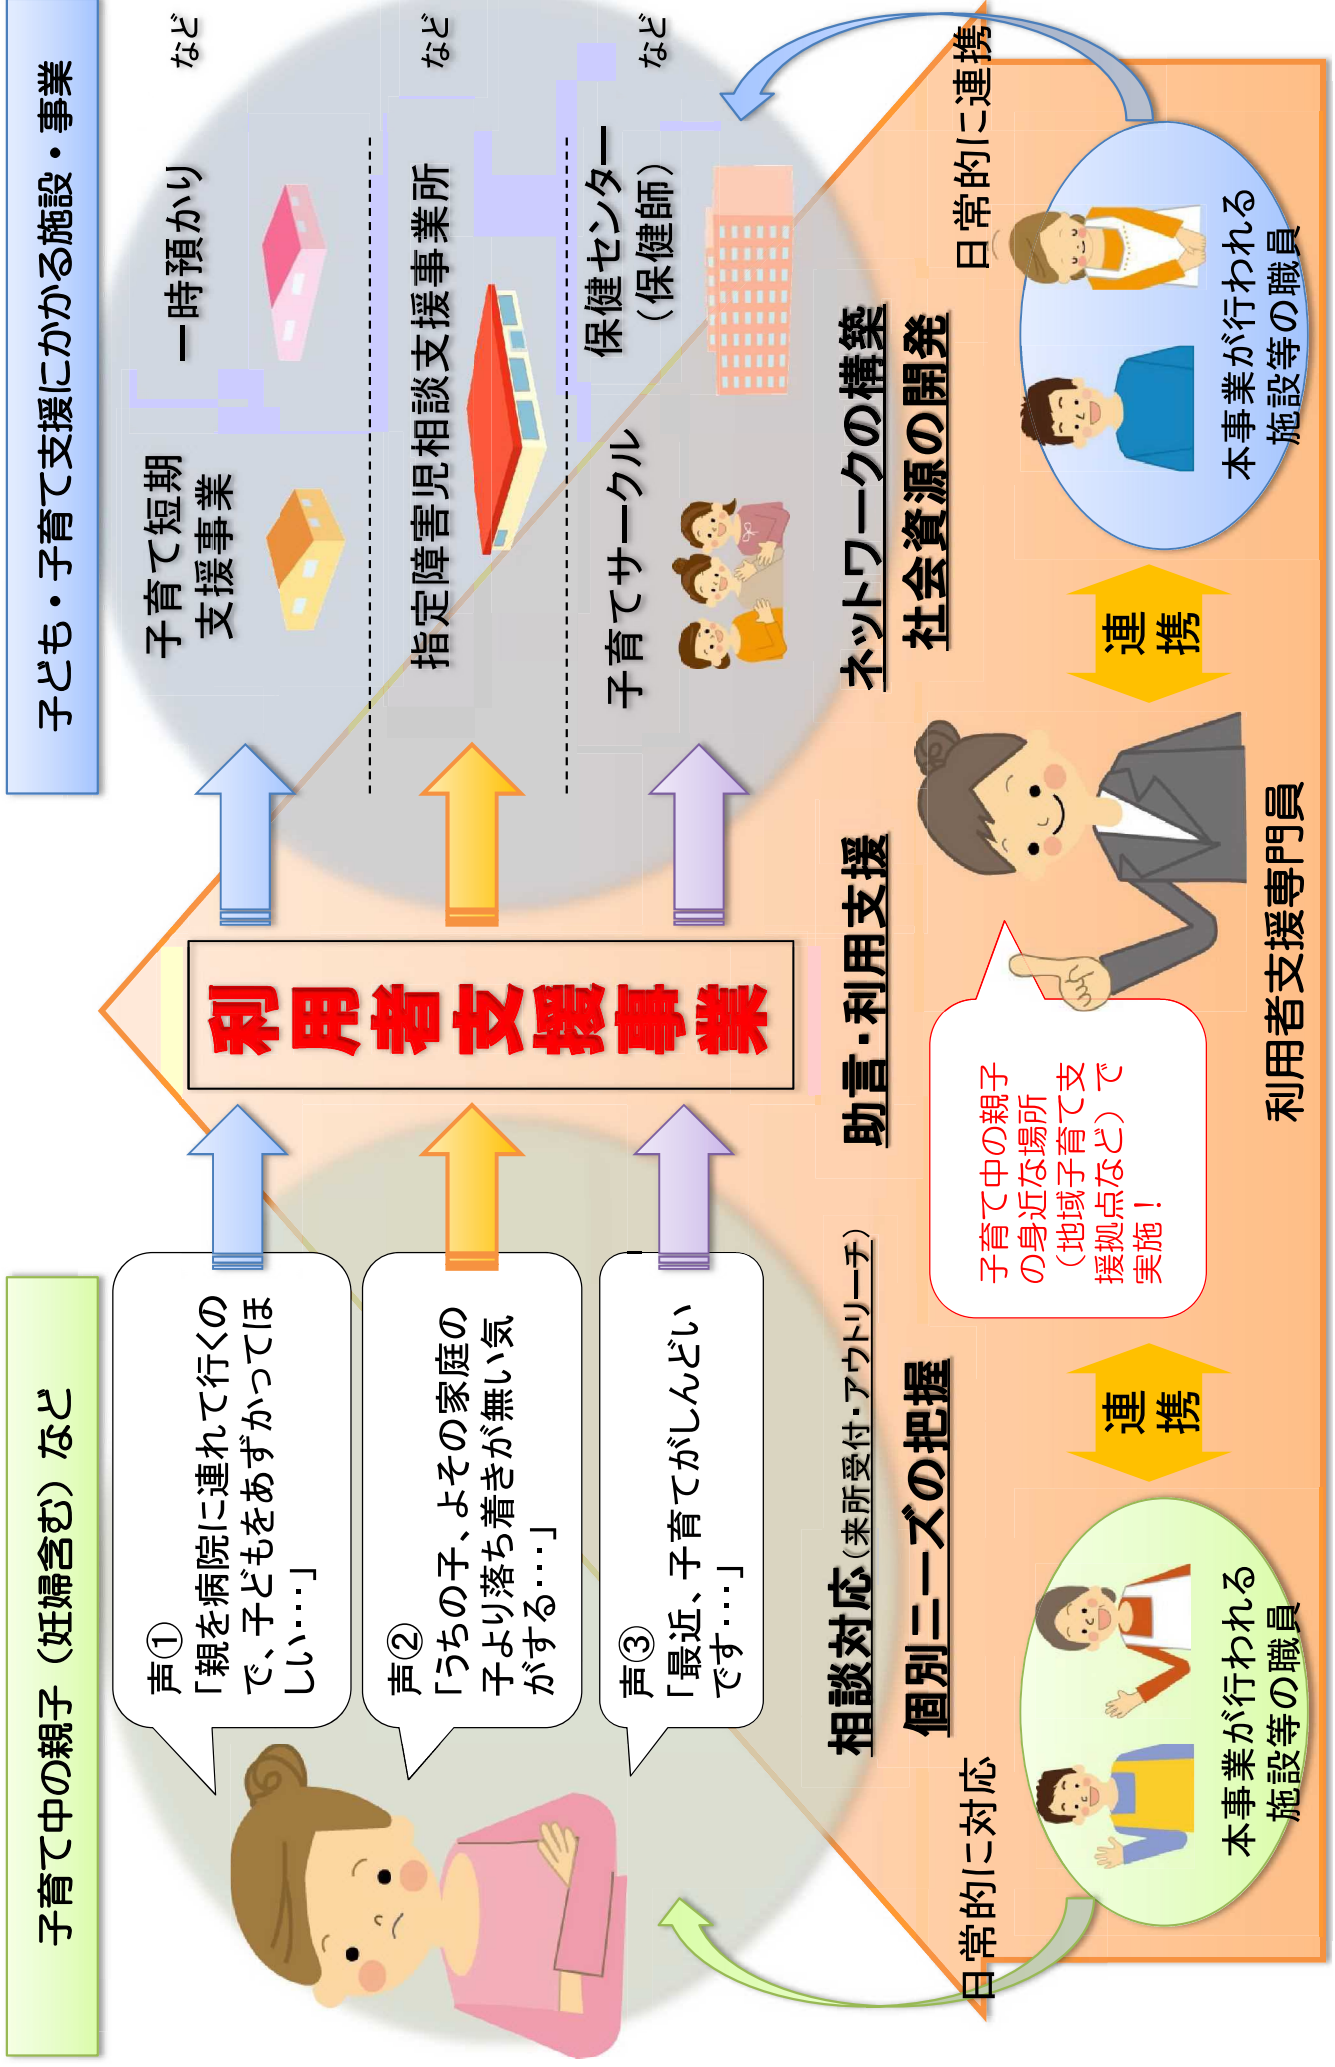 子育て中の親子（妊婦含む）など
子ども・子育て支援にかかる施設・事業
声①
「親を病院に連れて行くの
で、子どもをあずかってほ
しい・・・」
声②
「うちの子、よその家庭の
子より落ち着きが無い気
がする・・・」
声③
「最近、子育てがしんどい
です・・・」
利用者支援事業
子育て短期
支援事業
一時預かり
など
指定障害児相談支援事業所
など
子育てサークル
保健センター
（保健師）
など
相談対応（来所受付・アウトリーチ）
個別ニーズの把握
助言・利用支援
ネットワークの構築
社会資源の開発
日常的に対応
日常的に連携
子育て中の親子
の身近な場所
（地域子育て支
援拠点など）で
実施！
連
携
連
携
本事業が行われる
施設等の職員
利用者支援専門員
本事業が行われる
施設等の職員